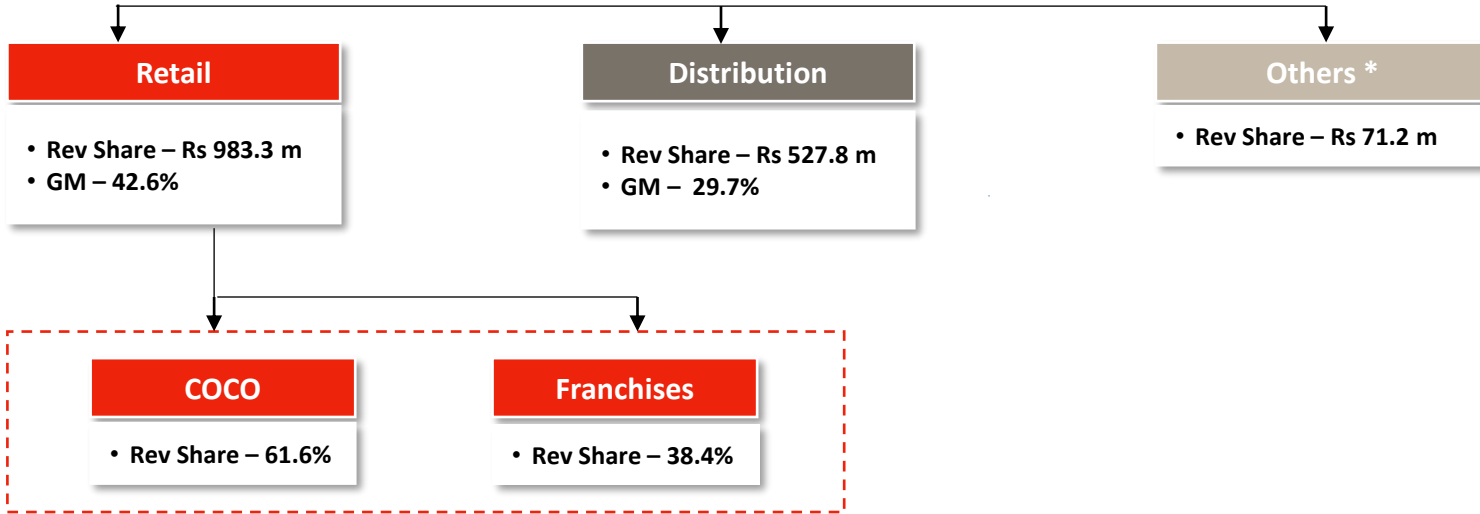 Retail
• Rev Share – Rs 983.3 m
• GM – 42.6%
Distribution
• Rev Share – Rs 527.8 m
• GM –  29.7%
Others *
• Rev Share – Rs 71.2 m
COCO
• Rev Share – 61.6%
Franchises
• Rev Share – 38.4%